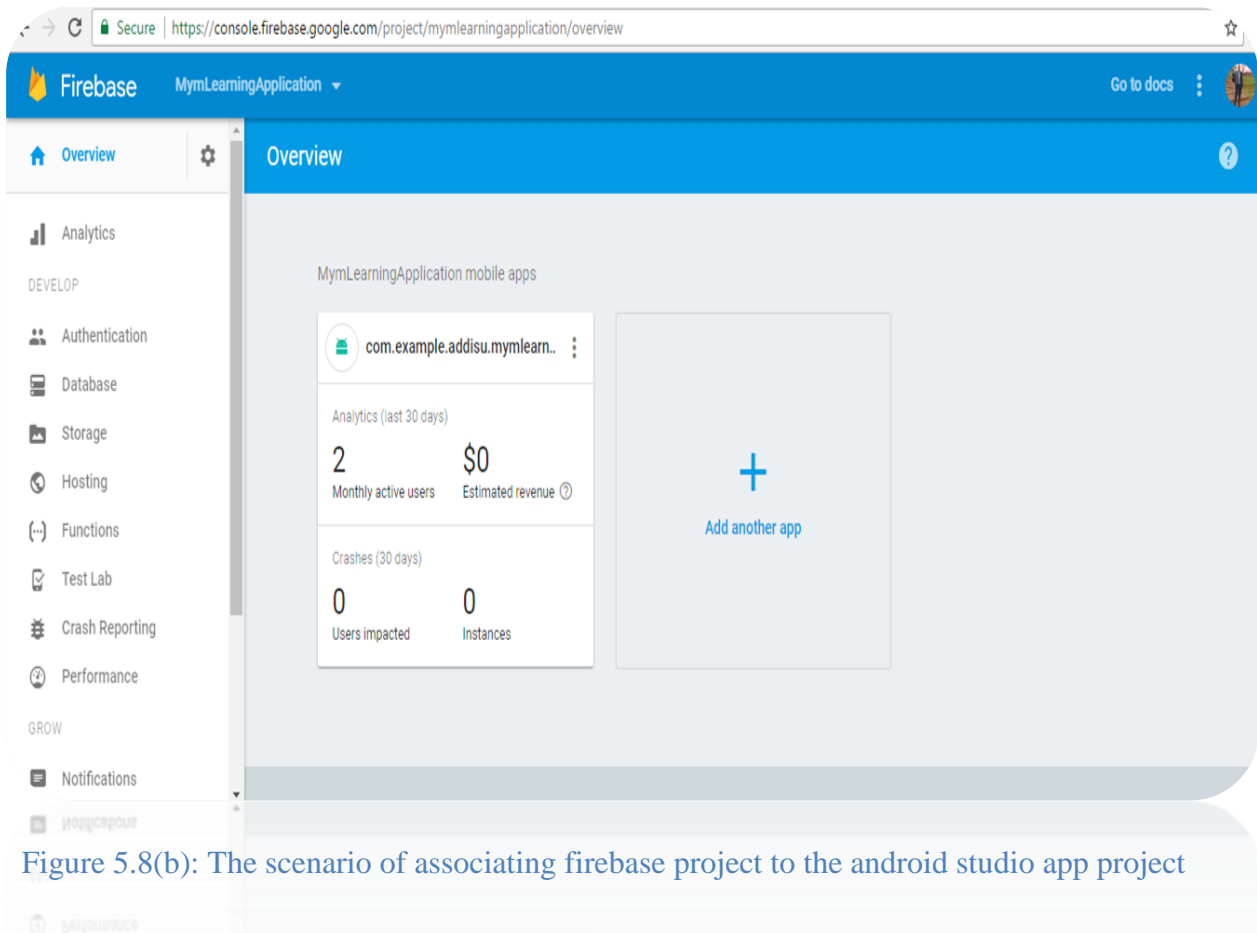 Secure | https://console.firebase.google.com/project/mymlearningapplication/overview
Firebase MymLearningApplication Go to docs
Overview
Overview
Analytics
DEVELOP
Authentication
Database
Storage
Hosting
Functions
Test Lab
Crash Reporting
Performance
GROW
Notifications
MymLearningApplication mobile apps
com.example.addisu.mymlearn..
Analytics (last 30 days)
2 $0
Monthly active users Estimated revenue
Crashes (30 days)
0 0
Users impacted Instances
Add another app
Notifications
Figure 5.8(b): The scenario of associating firebase project to the android studio app project
Performance